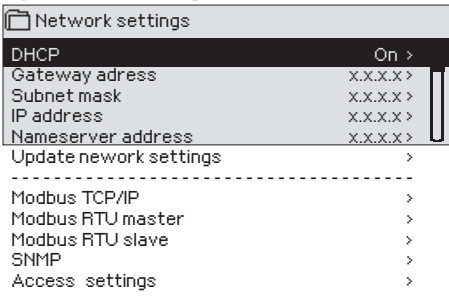 Network settings
DHCP On >
Gateway adress x.x.x.x >
Subnet mask x.x.x.x >
IP address x.x.x.x >
Nameserver address x.x.x.x >
Update nework settings >
- - - - - - - - - - - - - - - - - - - - - - - - - - - - - - - - - - - - - -
Modbus TCP/IP >
Modbus RTU master >
Modbus RTU slave >
SNMP >
Access settings >